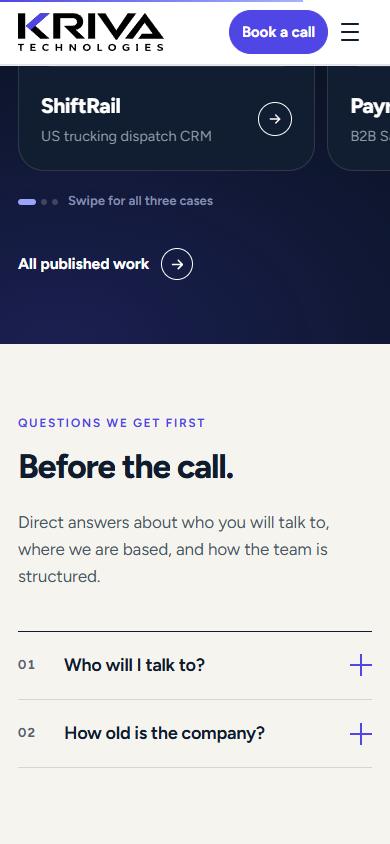 KRIVA
TECHNOLOGIES
Book a call
ShiftRail
US trucking dispatch CRM
B2B
Swipe for all three cases
All published work
QUESTIONS WE GET FIRST
Before the call.
Direct answers about who you will talk to,
where we are based, and how the team is
structured.
01 Who will I talk to?
02 How old is the company?